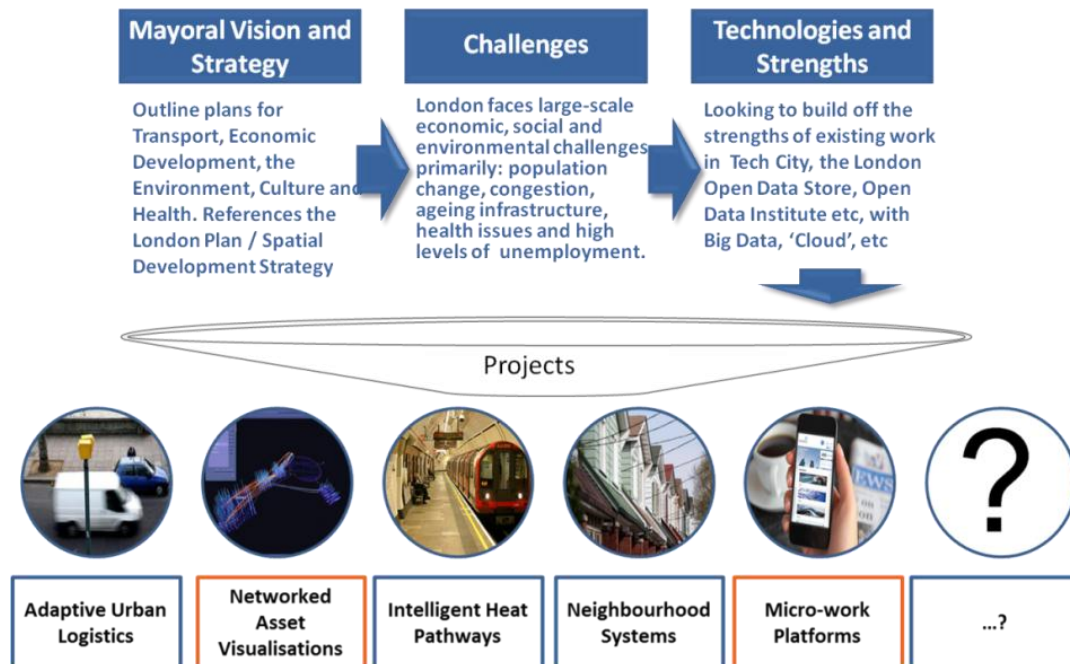 Mayoral Vision and
Strategy
Challenges
Technologies and
Strengths
Outline plans for
Transport, Economic
Development, the
Environment, Culture and
Health. References the
London Plan / Spatial
Development Strategy
London faces large-scale
economic, social and
environmental challenges
primarily: population
change, congestion,
ageing infrastructure,
health issues and high
levels of unemployment.
Looking to build off the
strengths of existing work
in Tech City, the London
Open Data Store, Open
Data Institute etc, with
Big Data, ‘Cloud’, etc
Projects
NEWS
?
Adaptive Urban
Logistics
Networked
Asset
Visualisations
Intelligent Heat
Pathways
Neighbourhood
Systems
Micro-work
Platforms
...?